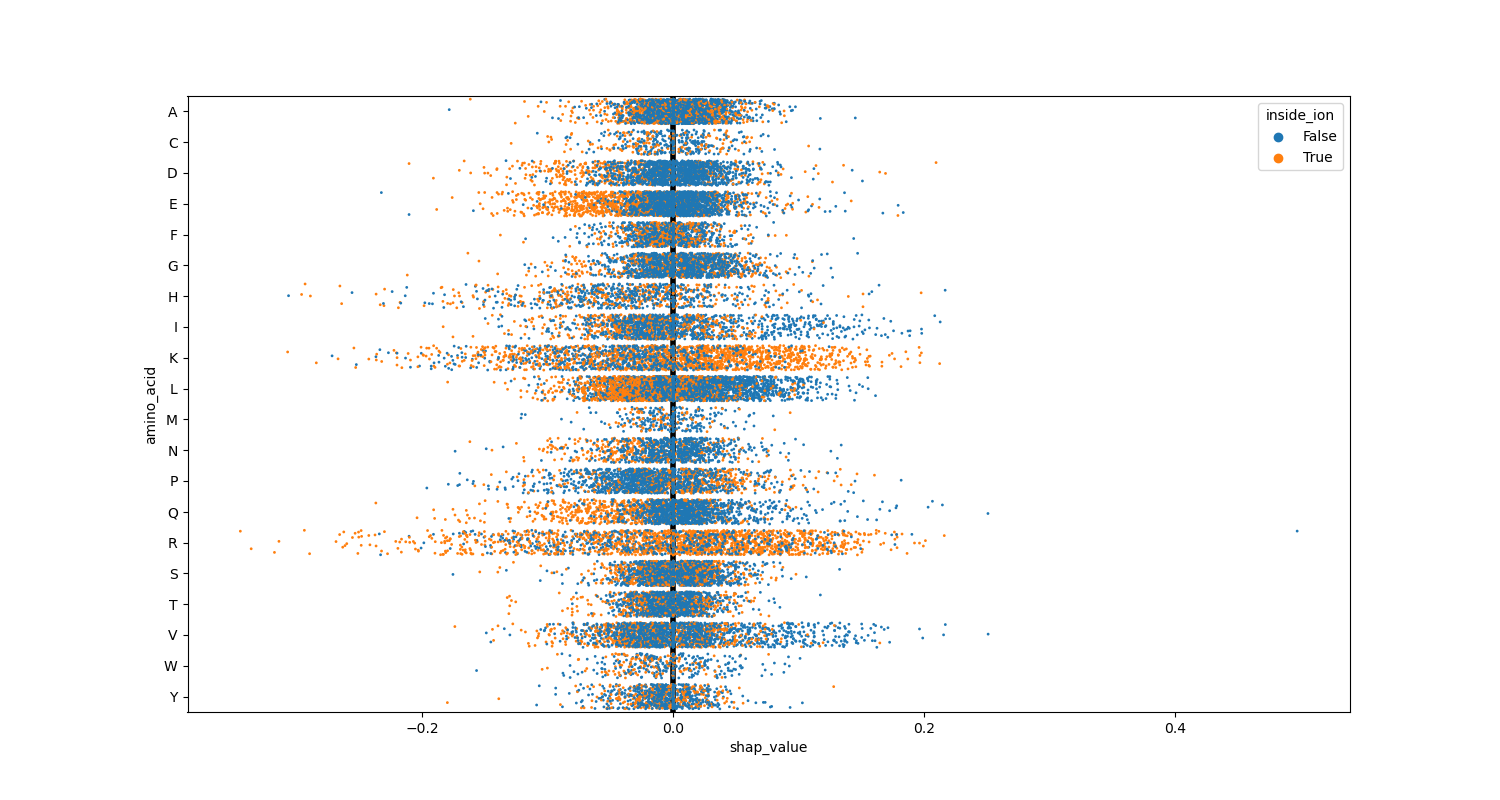 inside_ion
False
True
amino_acid
A
C
D
E
F
G
H
I
K
L
M
N
P
Q
R
S
T
V
W
Y
−0.2
0.0
0.2
0.4
shap_value